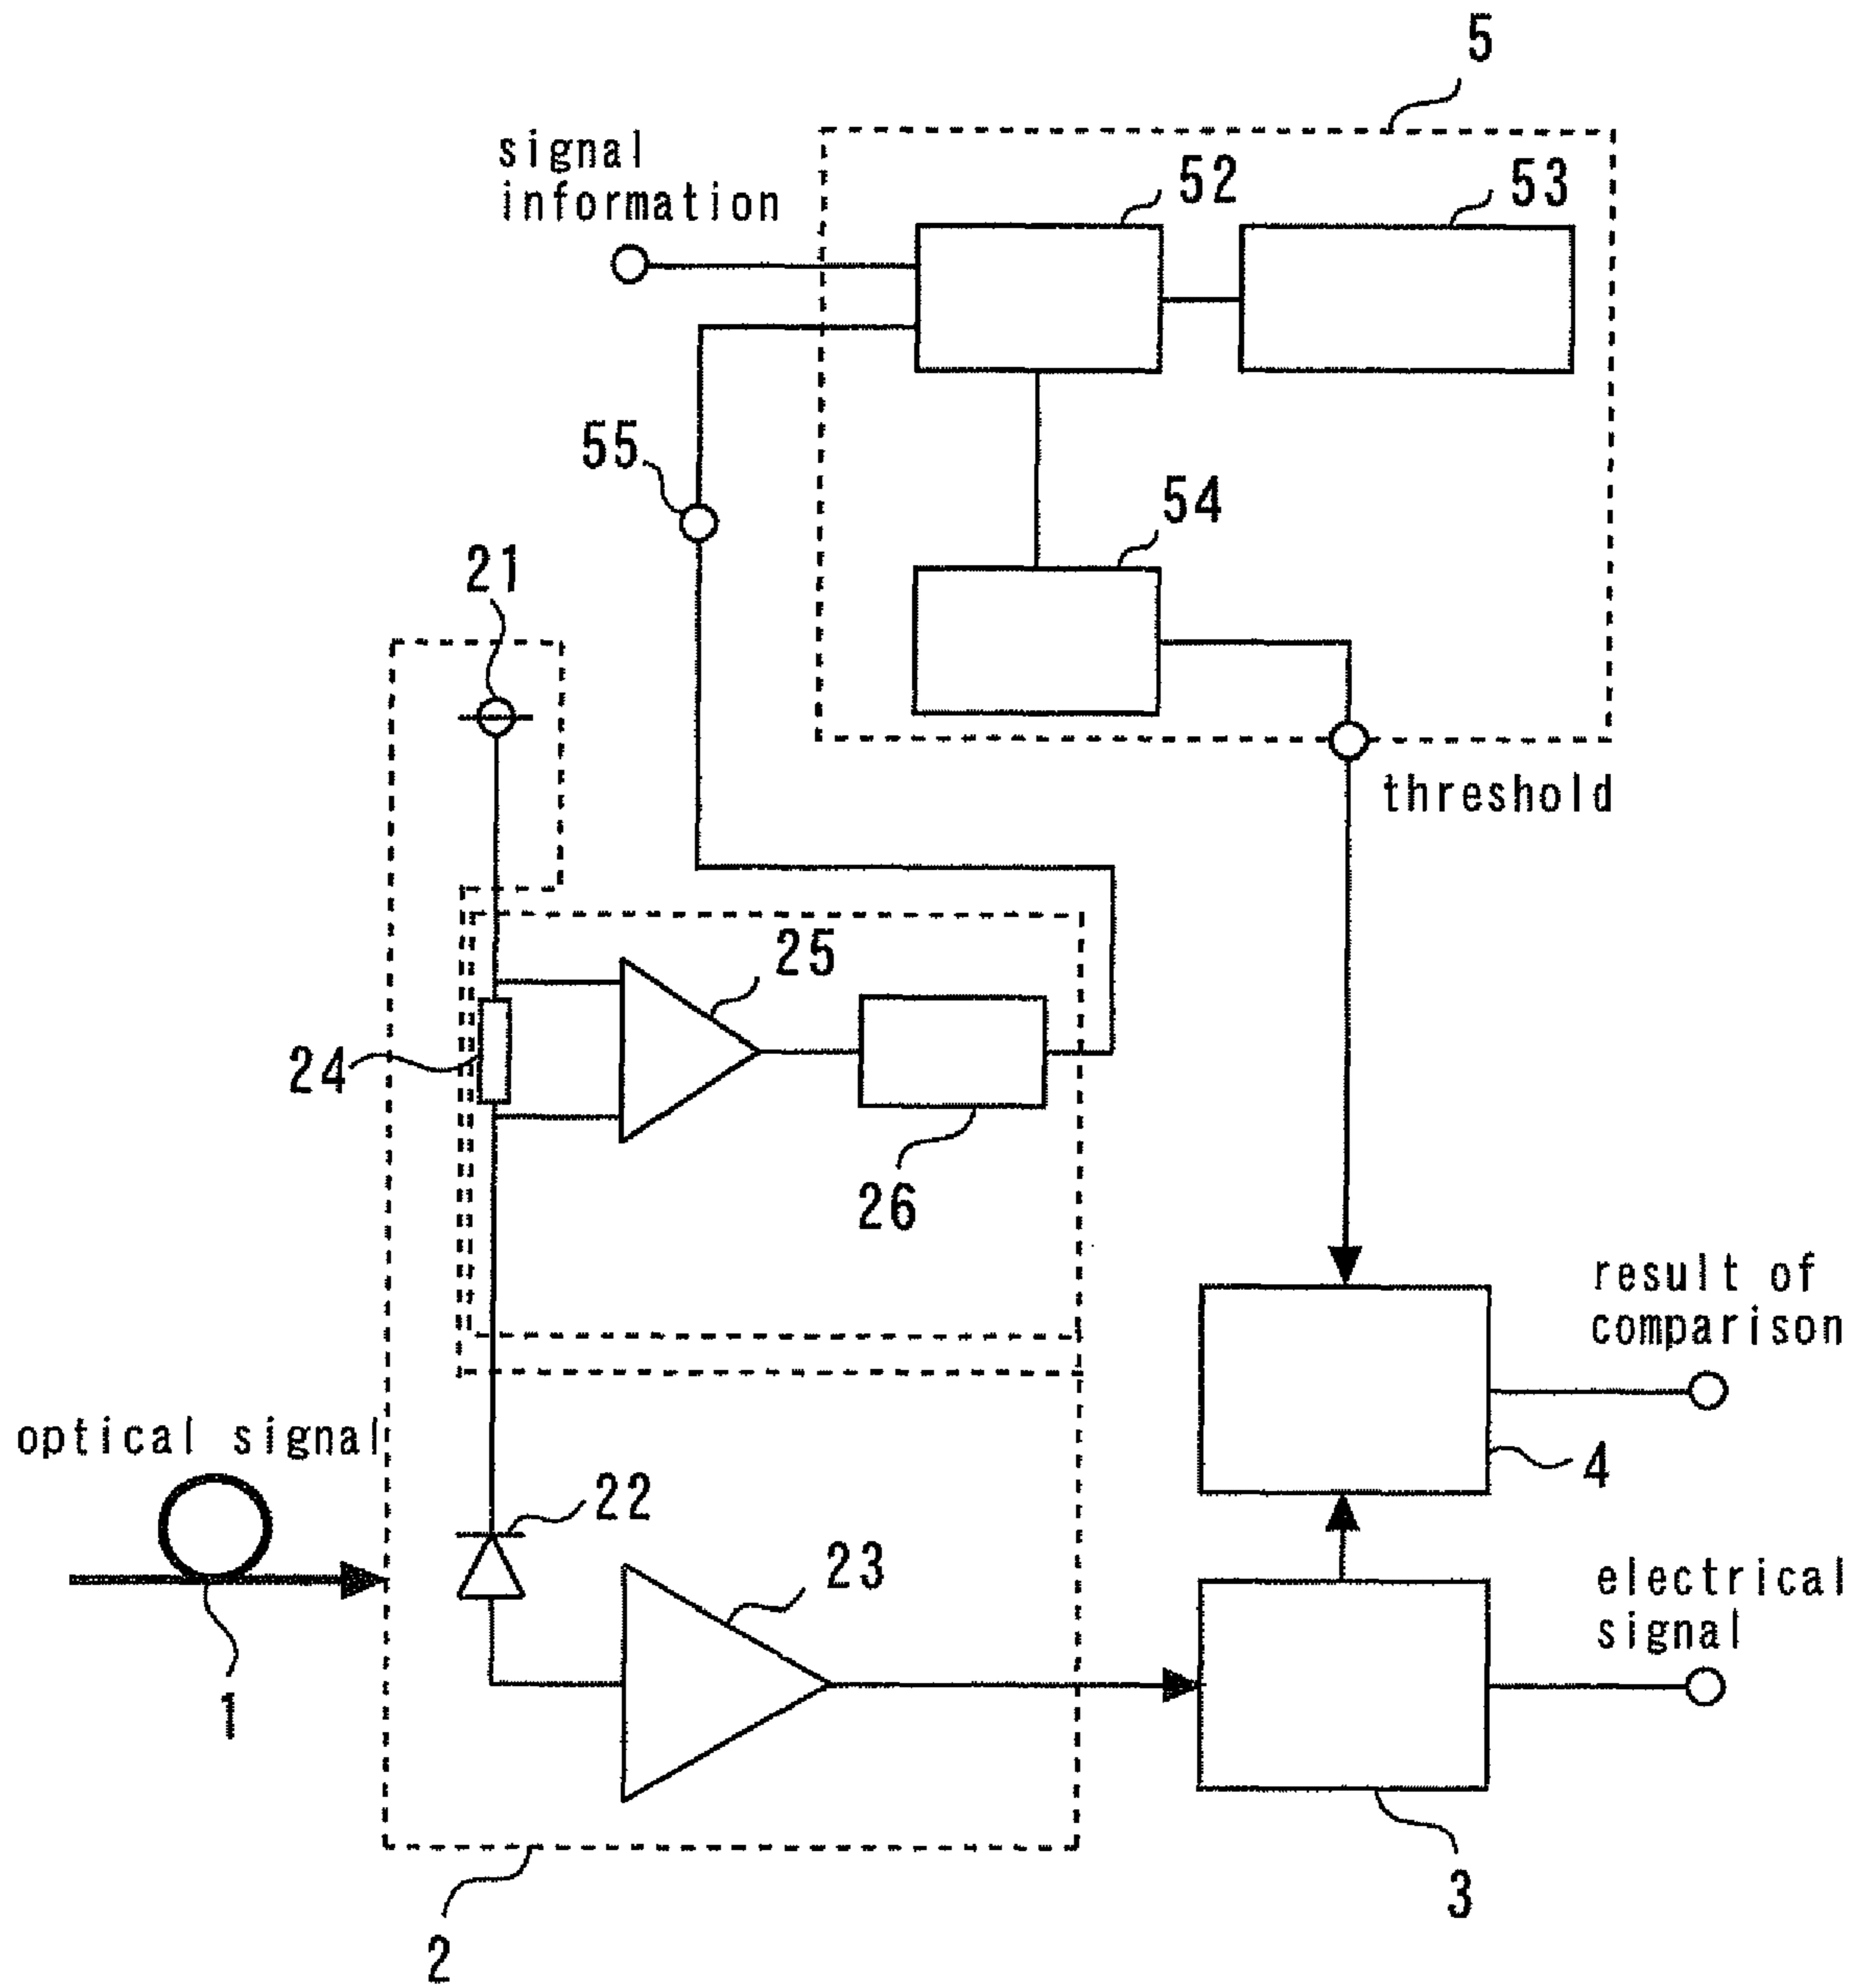 5
signal
information
52
53
55
54
21
threshold
25
24
26
result of
comparison
optical signal
4
22
23
electrical
signal
1
3
2